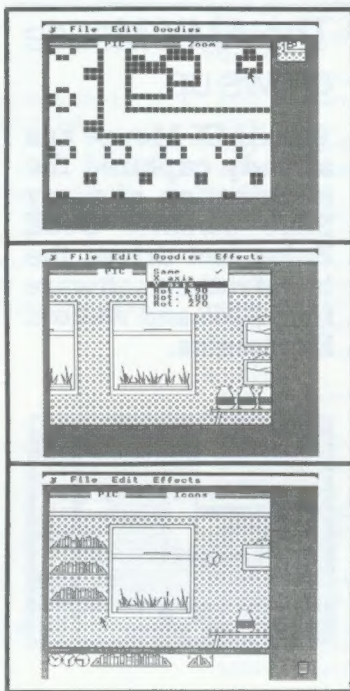 File Edit Goodies
PIC Zoom
File Edit Goodies Effects
PIC
Same ✓
X axis
Y axis
Rot. 90
Rot. 180
Rot. 270
File Edit Effects
PIC Icons